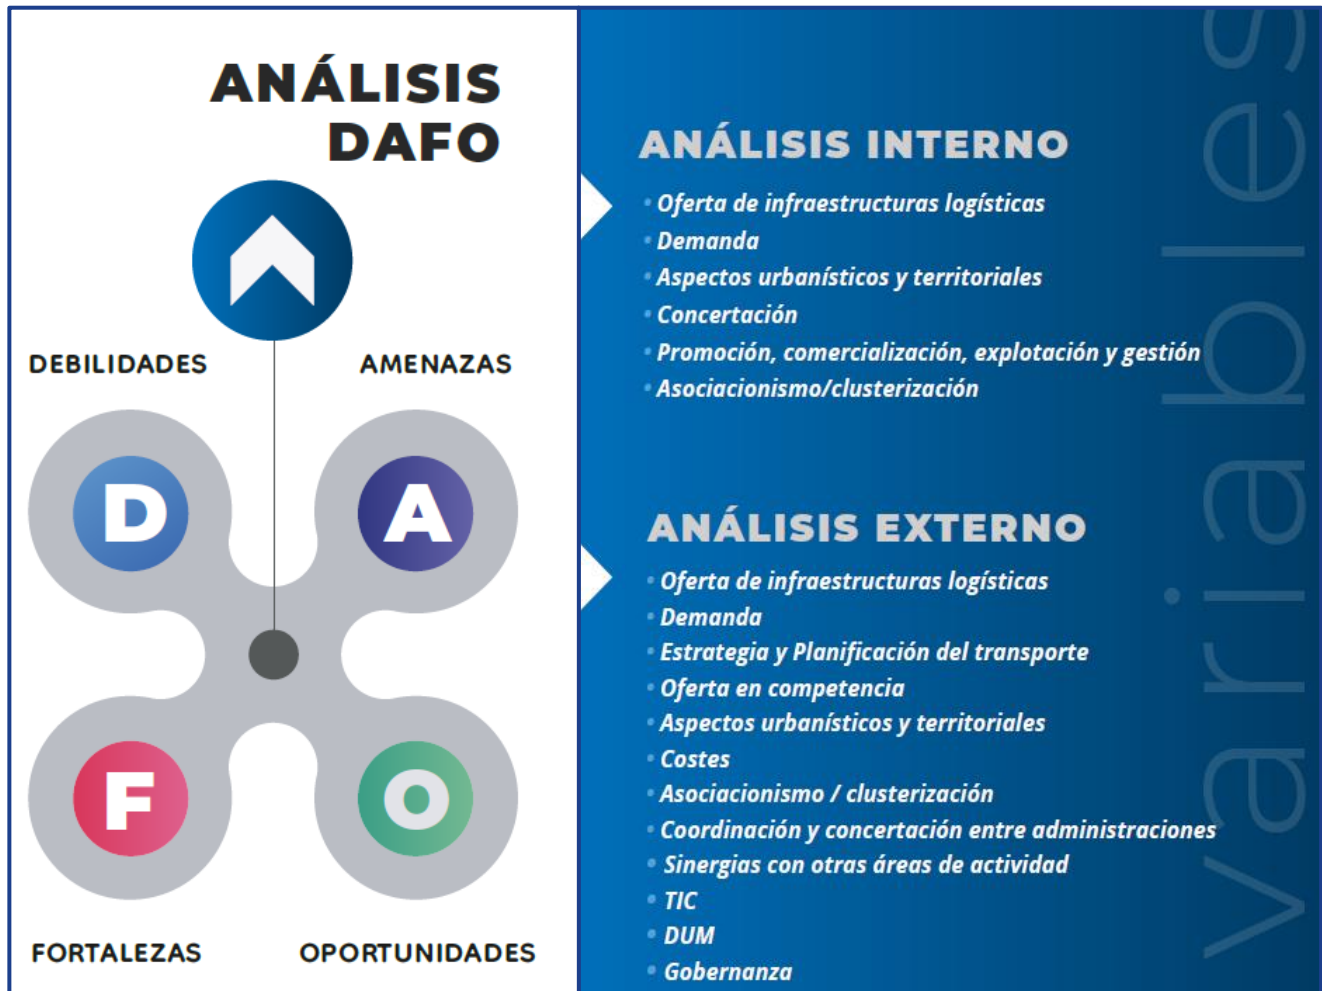 ANÁLISIS
DAFO
DEBILIDADES
AMENAZAS
D
A
F
O
FORTALEZAS
OPORTUNIDADES
ANÁLISIS INTERNO
• Oferta de infraestructuras logísticas
• Demanda
• Aspectos urbanísticos y territoriales
• Concertación
• Promoción, comercialización, explotación y gestión
• Asociacionismo/clusterización
ANÁLISIS EXTERNO
• Oferta de infraestructuras logísticas
• Demanda
• Estrategia y Planificación del transporte
• Oferta en competencia
• Aspectos urbanísticos y territoriales
• Costes
• Asociacionismo / clusterización
• Coordinación y concertación entre administraciones
• Sinergias con otras áreas de actividad
• TIC
• DUM
• Gobernanza
variables